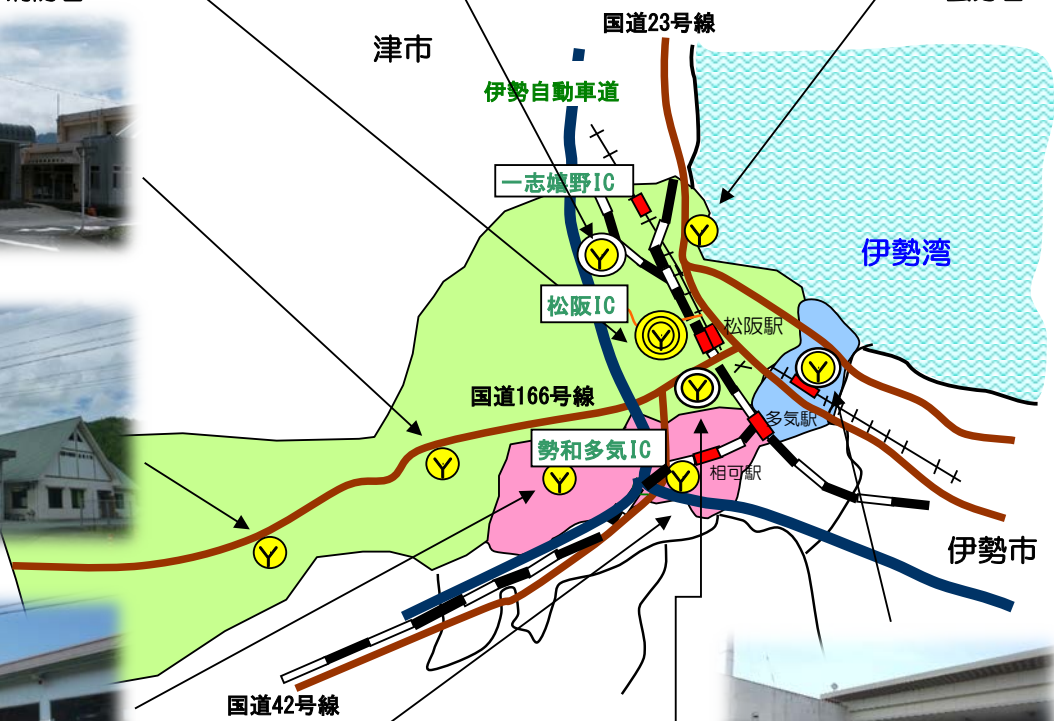 国道23号線
津市
伊勢自動車道
一志嬉野IC
伊勢湾
松阪IC
松阪駅
国道166号線
多気駅
勢和多気IC
相可駅
伊勢市
国道42号線